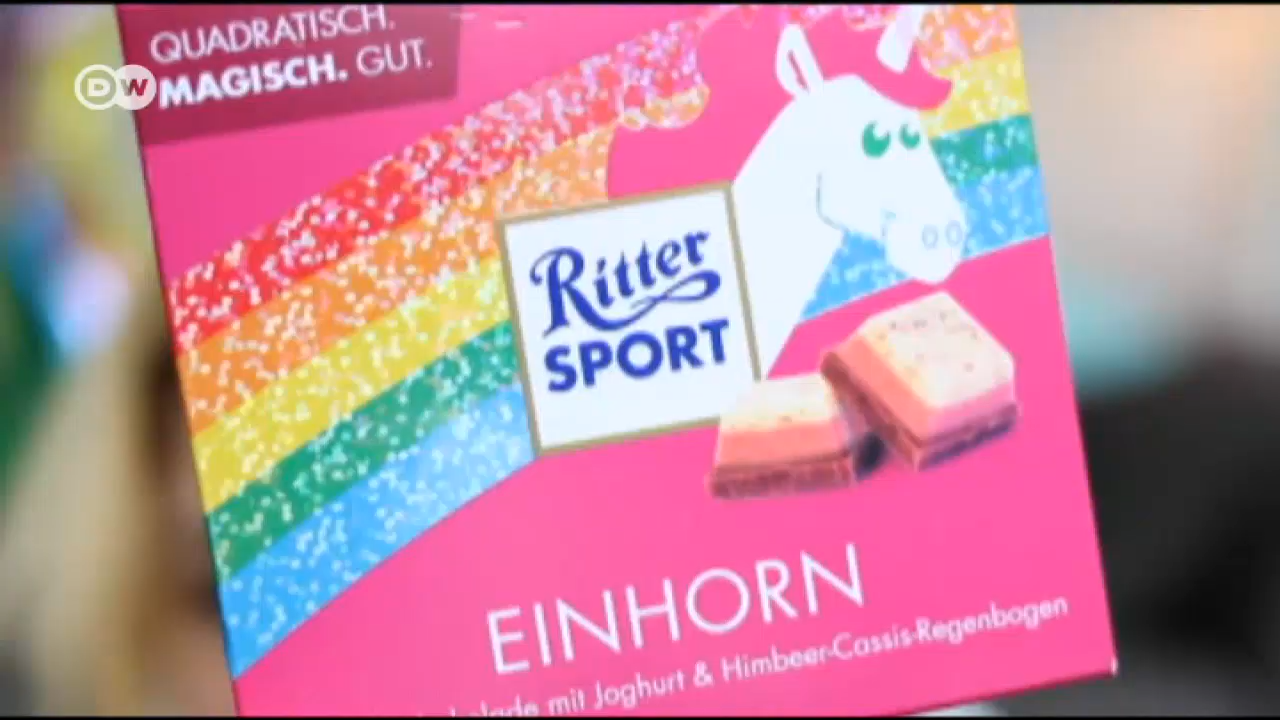 QUADRATISCH.
MAGISCH. GUT.
DW
Ritter
SPORT
EINHORN
mit Joghurt & Himbeer-Cassis-Regenbogen